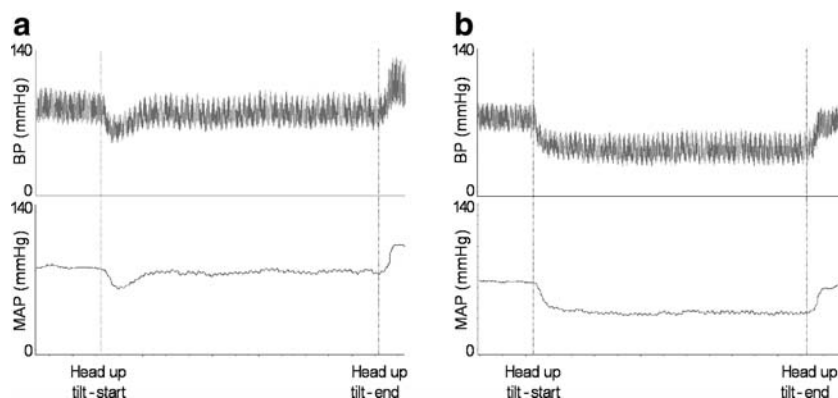 a
140
BP (mmHg)
0
140
MAP (mmHg)
0
Head up
tilt-start
Head up
tilt-end
b
140
BP (mmHg)
0
140
MAP (mmHg)
0
Head up
tilt-start
Head up
tilt-end